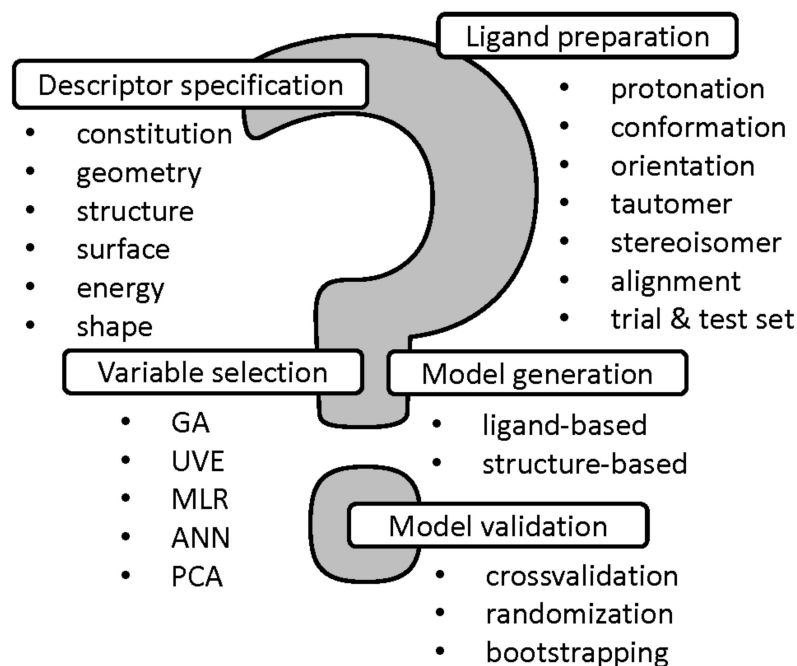 Ligand preparation
• protonation
• conformation
• orientation
• tautomer
• stereoisomer
• alignment
• trial & test set
Descriptor specification
• constitution
• geometry
• structure
• surface
• energy
• shape
Variable selection
• GA
• UVE
• MLR
• ANN
• PCA
Model generation
• ligand-based
• structure-based
Model validation
• crossvalidation
• randomization
• bootstrapping